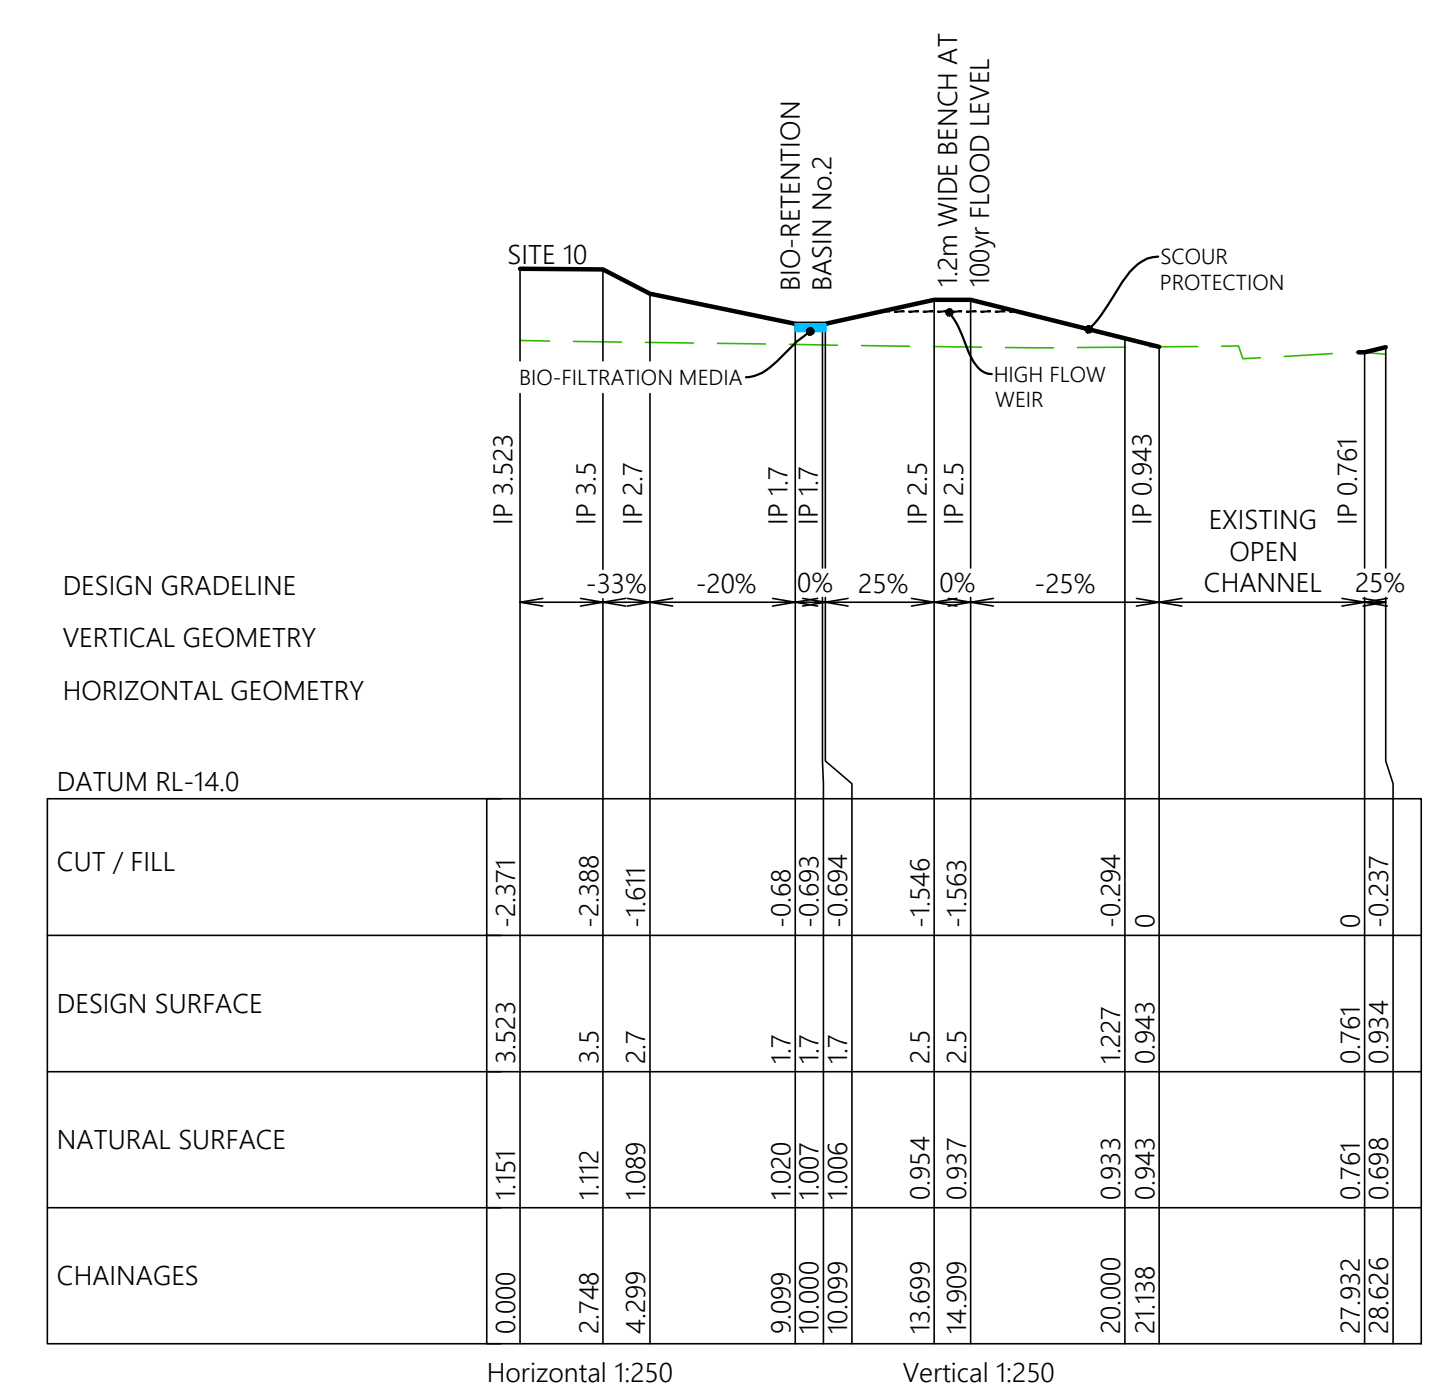 BIO-RETENTION
BASIN No.2
1.2m WIDE BENCH AT
100yr FLOOD LEVEL
SITE 10
SCOUR
PROTECTION
BIO-FILTRATION MEDIA
HIGH FLOW
WEIR
IP 3.523
IP 3.5
IP 2.7
IP 1.7
IP 1.7
IP 2.5
IP 2.5
IP 0.943
IP 0.761
EXISTING
OPEN
CHANNEL
DESIGN GRADELINE
-33%
-20%
0%
25%
0%
-25%
25%
VERTICAL GEOMETRY
HORIZONTAL GEOMETRY
DATUM RL-14.0
CUT / FILL
-2.371
-2.388
-1.611
-0.68
-0.693
-0.694
-1.546
-1.563
-0.294
0
0
-0.237
DESIGN SURFACE
3.523
3.5
2.7
1.7
1.7
1.7
2.5
2.5
1.227
0.943
0.761
0.934
NATURAL SURFACE
1.151
1.112
1.089
1.020
1.007
1.006
0.954
0.937
0.933
0.943
0.761
0.698
CHAINAGES
0.000
2.748
4.299
9.099
10.000
10.099
13.699
14.909
20.000
21.138
27.932
28.626
Horizontal 1:250
Vertical 1:250